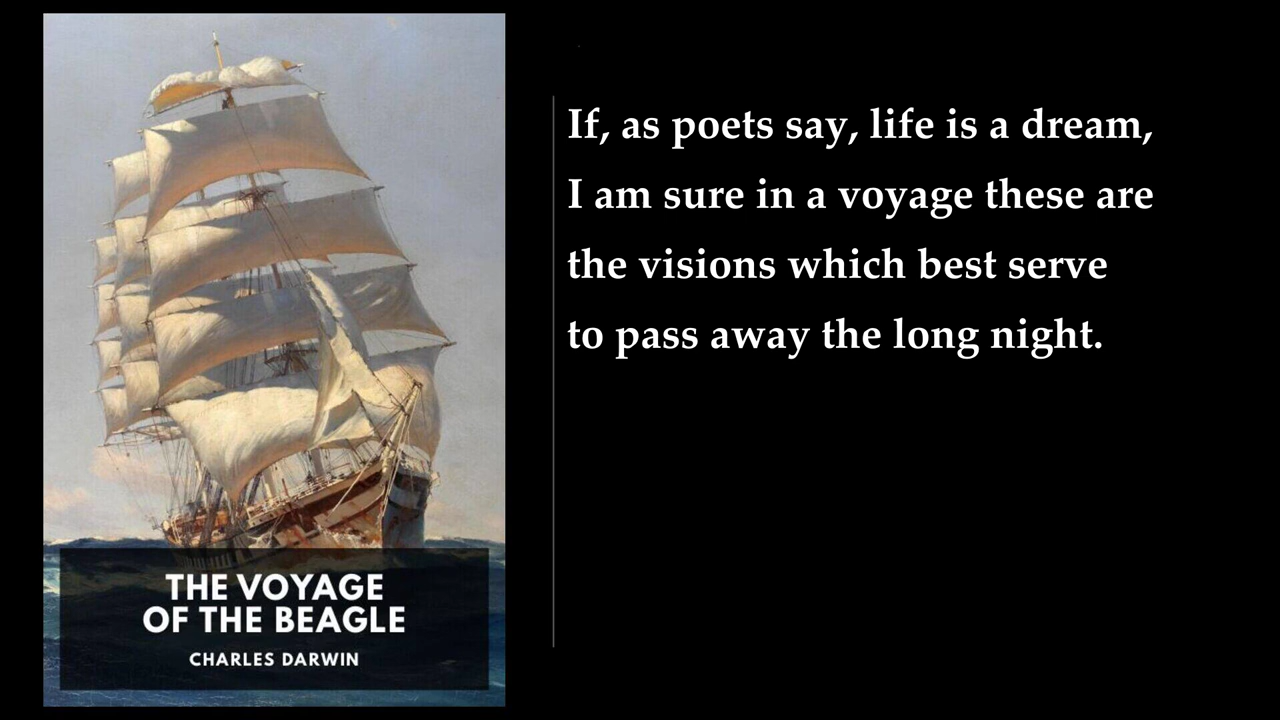 If, as poets say, life is a dream,
I am sure in a voyage these are
the visions which best serve
to pass away the long night.
THE VOYAGE
OF THE BEAGLE
CHARLES DARWIN